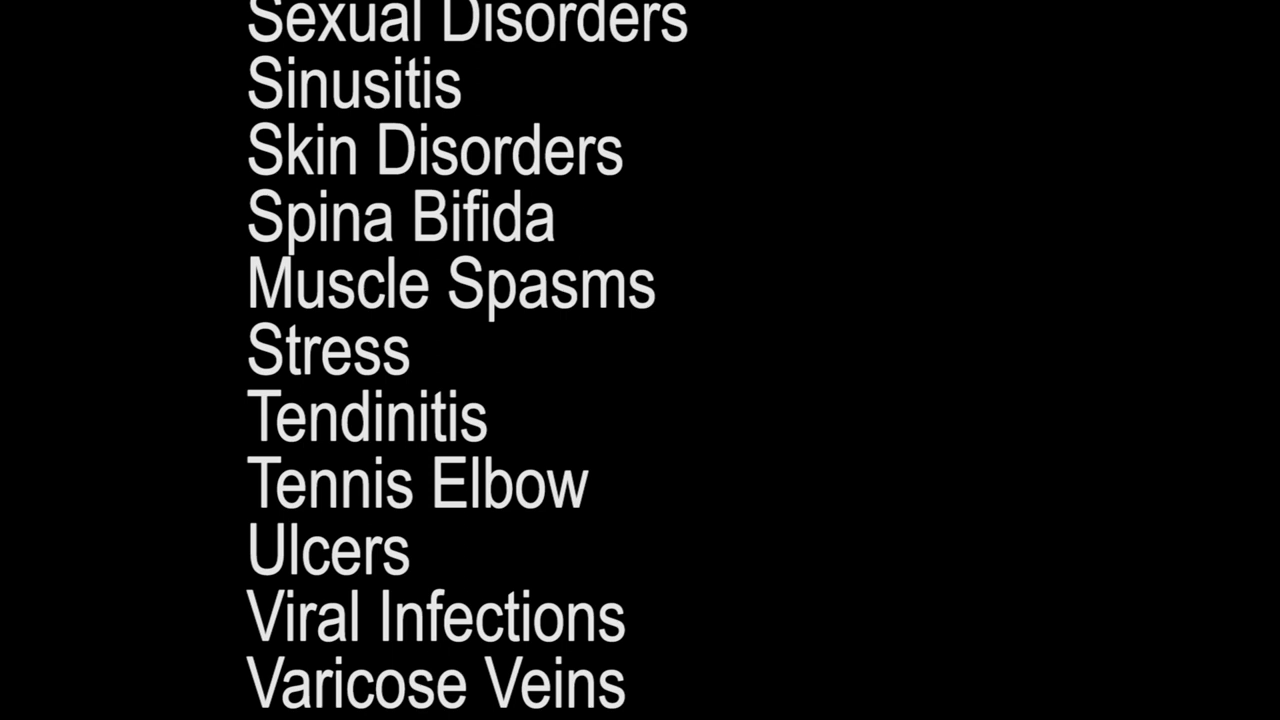 Sexual Disorders
Sinusitis
Skin Disorders
Spina Bifida
Muscle Spasms
Stress
Tendinitis
Tennis Elbow
Ulcers
Viral Infections
Varicose Veins